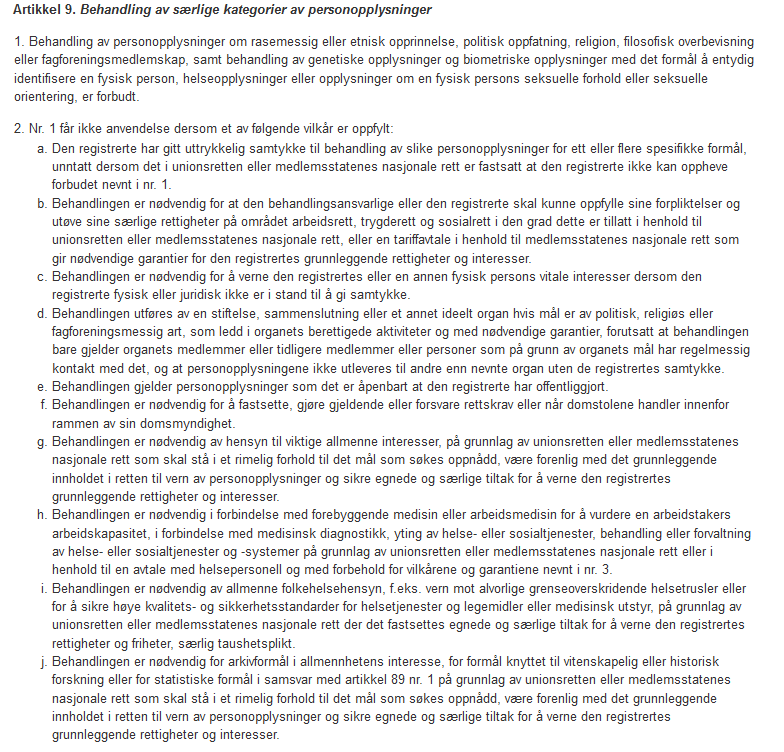 Artikkel 9. Behandling av særlige kategorier av personopplysninger
1. Behandling av personopplysninger om rasemessig eller etnisk opprinnelse, politisk oppfatning, religion, filosofisk overbevisning
eller fagforeningsmedlemskap, samt behandling av genetiske opplysninger og biometriske opplysninger med det formål å entydig
identifisere en fysisk person, helseopplysninger eller opplysninger om en fysisk persons seksuelle forhold eller seksuelle
orientering, er forbudt.
2. Nr. 1 får ikke anvendelse dersom et av følgende vilkår er oppfylt:
a. Den registrerte har gitt uttrykkelig samtykke til behandling av slike personopplysninger for ett eller flere spesifikke formål,
unntatt dersom det i unionsretten eller medlemsstatenes nasjonale rett er fastsatt at den registrerte ikke kan oppheve
forbudet nevnt i nr. 1.
b. Behandlingen er nødvendig for at den behandlingsansvarlige eller den registrerte skal kunne oppfylle sine forpliktelser og
utøve sine særlige rettigheter på området arbeidsrett, trygderett og sosialrett i den grad dette er tillatt i henhold til
unionsretten eller medlemsstatenes nasjonale rett, eller en tariffavtale i henhold til medlemsstatenes nasjonale rett som
gir nødvendige garantier for den registrertes grunnleggende rettigheter og interesser.
c. Behandlingen er nødvendig for å verne den registrertes eller en annen fysisk persons vitale interesser dersom den
registrerte fysisk eller juridisk ikke er i stand til å gi samtykke.
d. Behandlingen utføres av en stiftelse, sammenslutning eller et annet ideelt organ hvis mål er av politisk, religiøs eller
fagforeningsmessig art, som ledd i organets berettigede aktiviteter og med nødvendige garantier, forutsatt at behandlingen
bare gjelder organets medlemmer eller tidligere medlemmer eller personer som på grunn av organets mål har regelmessig
kontakt med det, og at personopplysningene ikke utleveres til andre enn nevnte organ uten de registrertes samtykke.
e. Behandlingen gjelder personopplysninger som det er åpenbart at den registrerte har offentliggjort.
f. Behandlingen er nødvendig for å fastsette, gjøre gjeldende eller forsvare rettskrav eller når domstolene handler innenfor
rammen av sin domsmyndighet.
g. Behandlingen er nødvendig av hensyn til viktige allmenne interesser, på grunnlag av unionsretten eller medlemsstatenes
nasjonale rett som skal stå i et rimelig forhold til det mål som søkes oppnådd, være forenlig med det grunnleggende
innholdet i retten til vern av personopplysninger og sikre egnede og særlige tiltak for å verne den registrertes
grunnleggende rettigheter og interesser.
h. Behandlingen er nødvendig i forbindelse med forebyggende medisin eller arbeidsmedisin for å vurdere en arbeidstakers
arbeidskapasitet, i forbindelse med medisinsk diagnostikk, yting av helse- eller sosialtjenester, behandling eller forvaltning
av helse- eller sosialtjenester og -systemer på grunnlag av unionsretten eller medlemsstatenes nasjonale rett eller i
henhold til en avtale med helsepersonell og med forbehold for vilkårene og garantiene nevnt i nr. 3.
i. Behandlingen er nødvendig av allmenne folkehelsehensyn, f.eks. vern mot alvorlige grenseoverskridende helsetrusler eller
for å sikre høye kvalitets- og sikkerhetsstandarder for helsetjenester og legemidler eller medisinsk utstyr, på grunnlag av
unionsretten eller medlemsstatenes nasjonale rett der det fastsettes egnede og særlige tiltak for å verne den registrertes
rettigheter og friheter, særlig taushetsplikt.
j. Behandlingen er nødvendig for arkivformål i allmennhetens interesse, for formål knyttet til vitenskapelig eller historisk
forskning eller for statistiske formål i samsvar med artikkel 89 nr. 1 på grunnlag av unionsretten eller medlemsstatenes
nasjonale rett som skal stå i et rimelig forhold til det mål som søkes oppnådd, være forenlig med det grunnleggende
innholdet i retten til vern av personopplysninger og sikre egnede og særlige tiltak for å verne den registrertes
grunnleggende rettigheter og interesser.